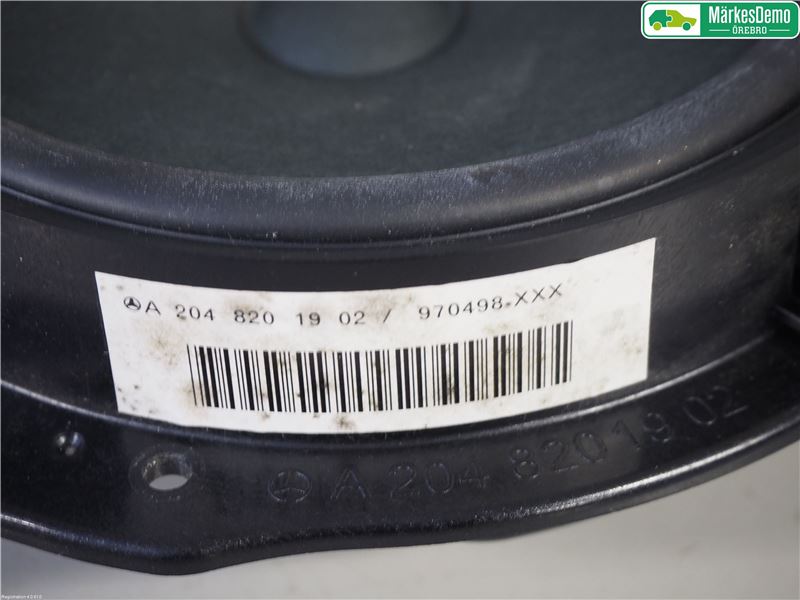 MärkesDemo
ÖREBRO
A 204 820 19 02 / 970498-XXX
A 204 820 19 02